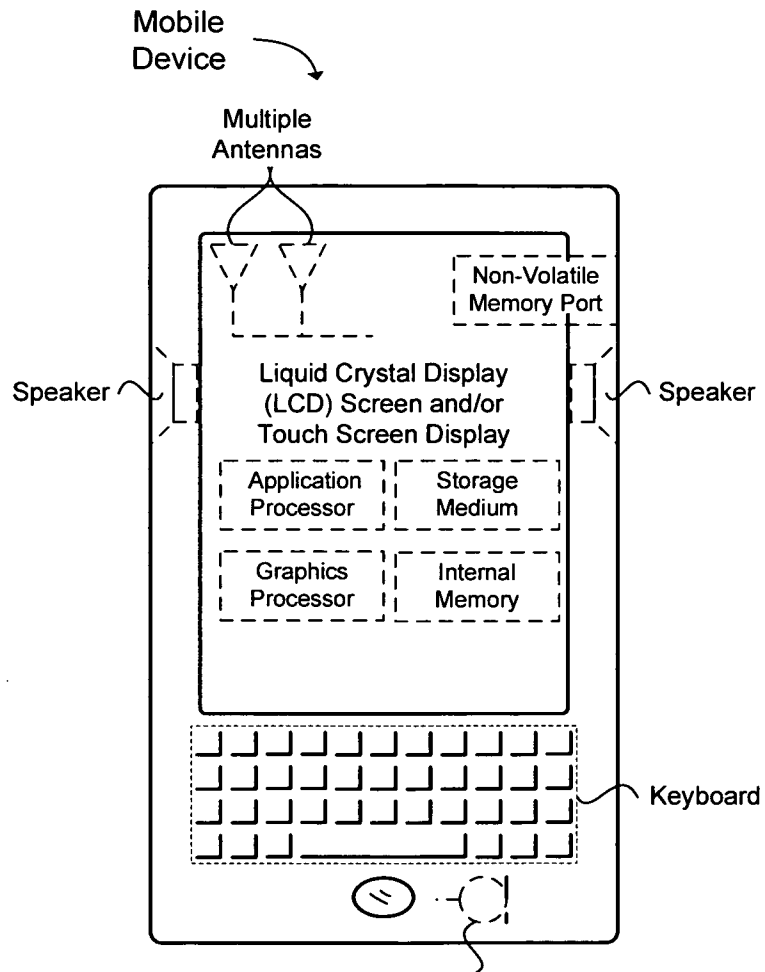 Mobile
Device
Multiple
Antennas
Non-Volatile
Memory Port
Speaker
Liquid Crystal Display
(LCD) Screen and/or
Touch Screen Display
Speaker
Application
Processor
Storage
Medium
Graphics
Processor
Internal
Memory
Keyboard